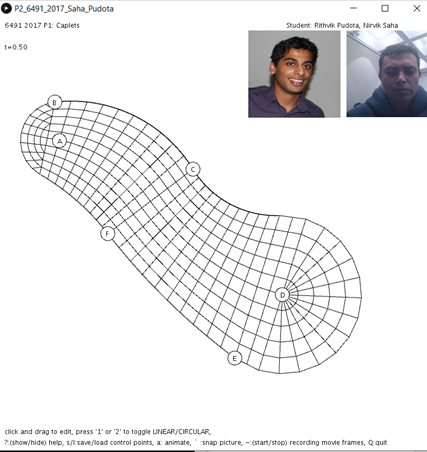 P2_6491_2017_Saha_Pudota
6491 2017 P1: Caplets
Student: Rithvik Pudota, Nirvik Saha
t=0.50
B
A
C
F
D
E
click and drag to edit, press '1' or '2' to toggle LINEAR/CIRCULAR,
?:(show/hide) help, s/l:save/load control points, a: animate, ` :snap picture, ~:(start/stop) recording movie frames, Q:quit